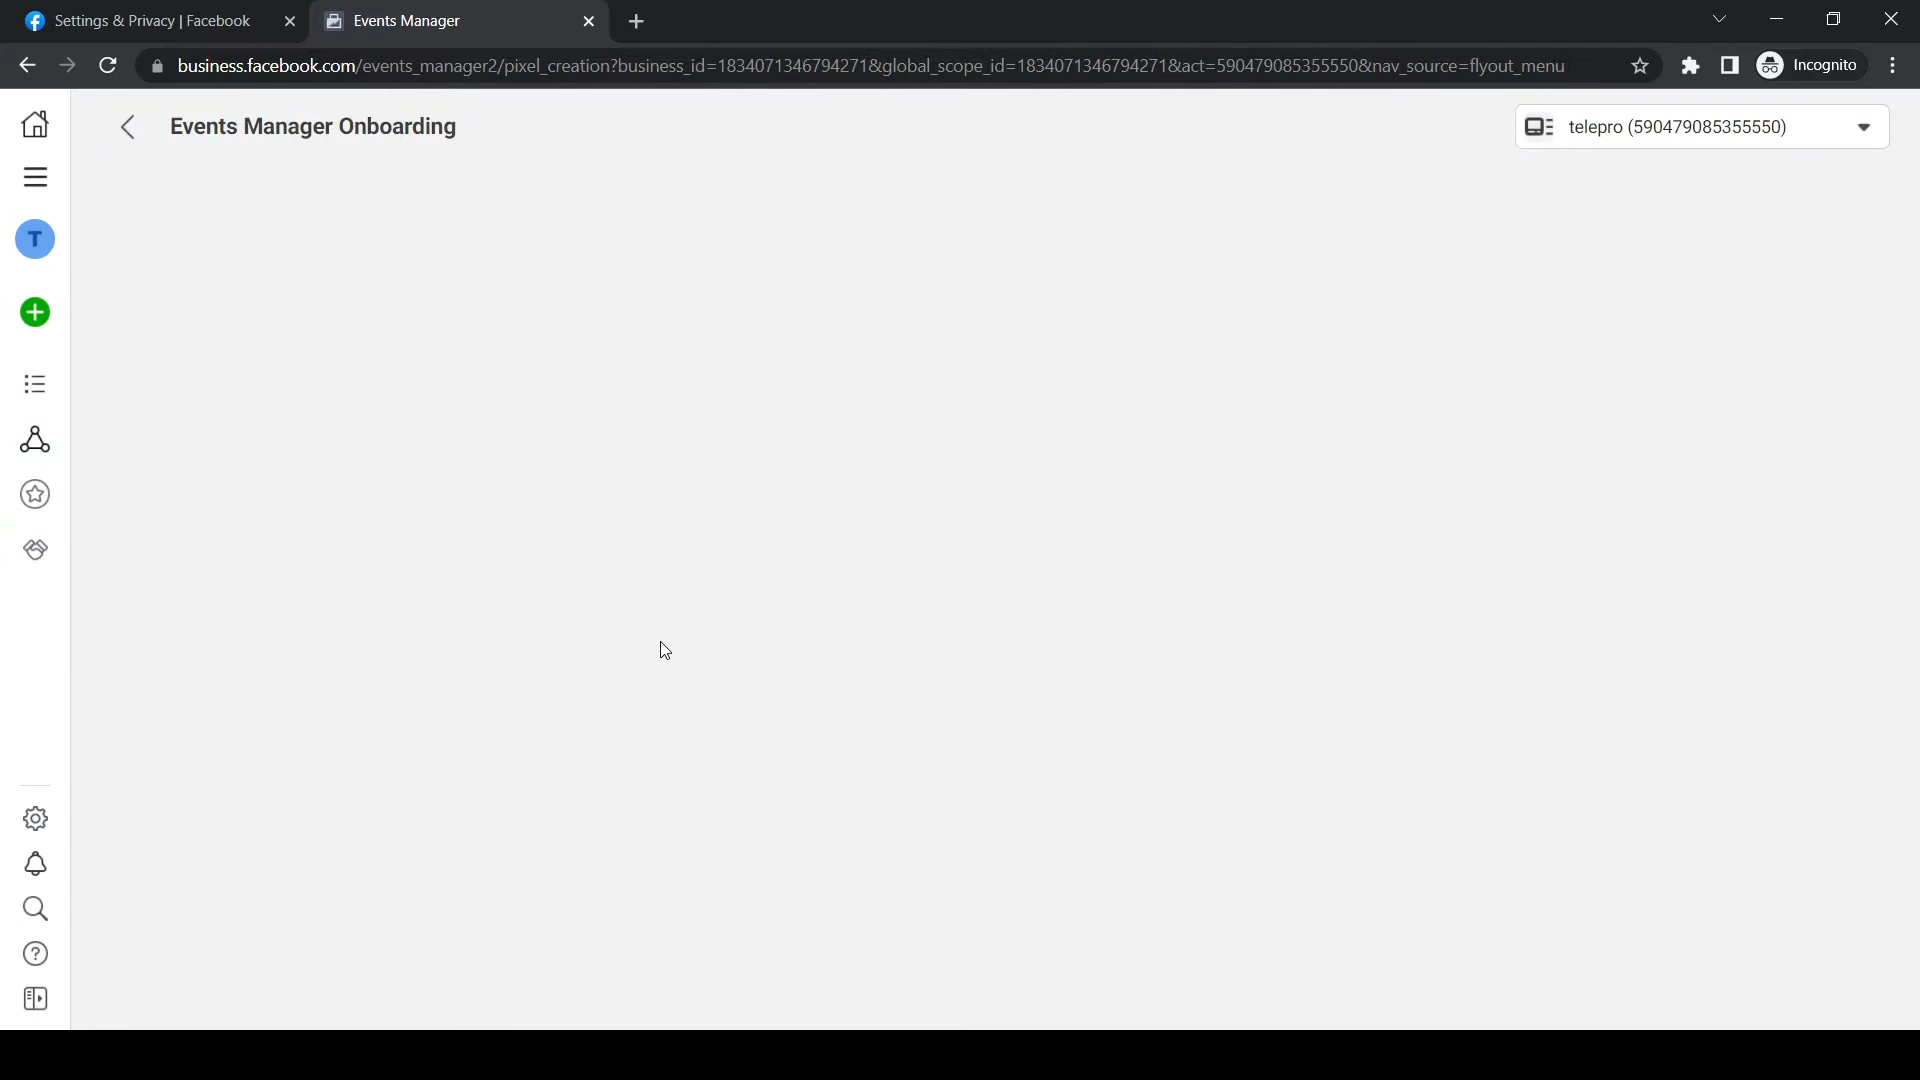 Settings & Privacy | Facebook
Events Manager
business.facebook.com/events_manager2/pixel_creation?business_id=1834071346794271&global_scope_id=1834071346794271&act=590479085355550&nav_source=flyout_menu
Incognito
Events Manager Onboarding
telepro (590479085355550)
T